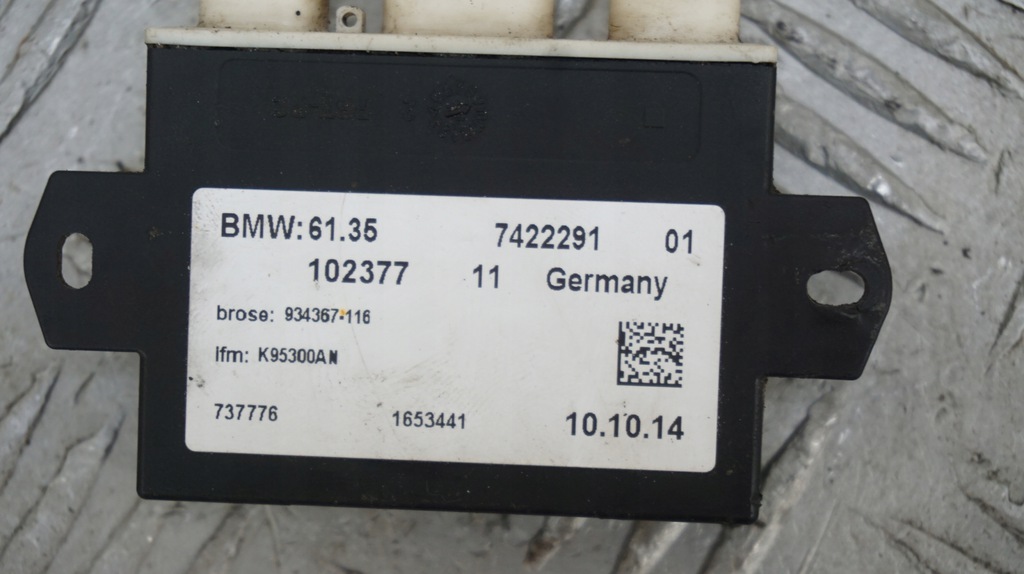 BMW: 61.35 7422291 01
102377 11 Germany
brose: 934367-116
lfm: K95300AN
737776 1653441 10.10.14